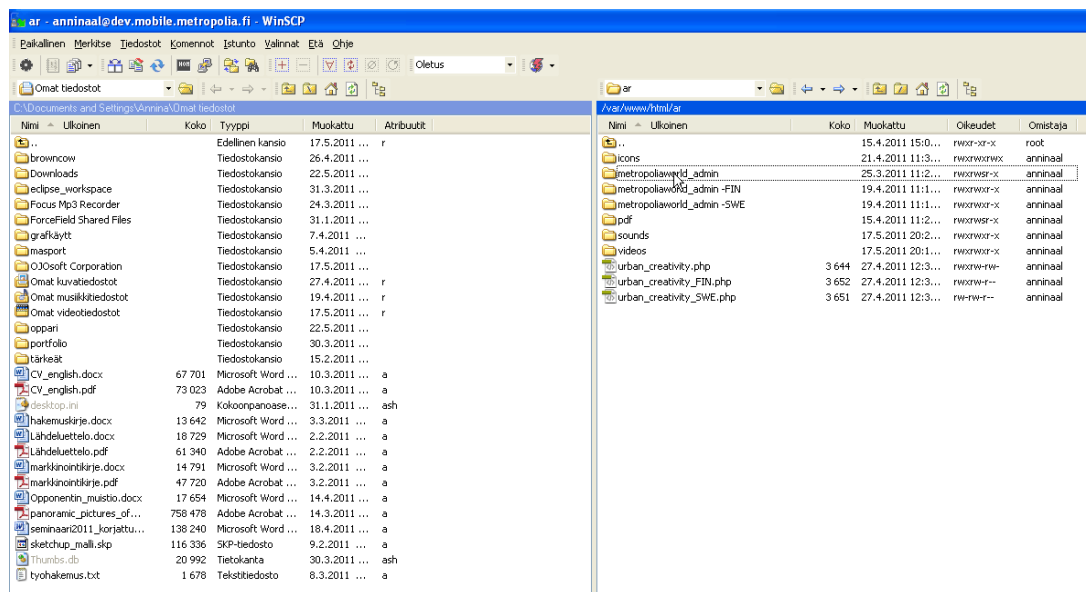 ar - anninaal@dev.mobile.metropolia.fi - WinSCP
Paikallinen Merkitse Tiedostot Komennot Istunto Valinnat Etä Ohje
Oletus
Omat tiedostot
C:\Documents and Settings\Annina\Omat tiedostot
Nimi Ulkoinen Koko Tyyppi Muokattu Atribuutit
.. Edellinen kansio 17.5.2011 ... r
browncow Tiedostokansio 26.4.2011 ...
Downloads Tiedostokansio 22.5.2011 ...
eclipse_workspace Tiedostokansio 31.3.2011 ...
Focus Mp3 Recorder Tiedostokansio 24.3.2011 ...
ForceField Shared Files Tiedostokansio 31.1.2011 ...
grafkäytt Tiedostokansio 7.4.2011 ...
masport Tiedostokansio 5.4.2011 ...
OJOsoft Corporation Tiedostokansio 17.5.2011 ...
Omat kuvatiedostot Tiedostokansio 27.4.2011 ... r
Omat musiikkitiedostot Tiedostokansio 19.4.2011 ... r
Omat videotiedostot Tiedostokansio 17.5.2011 ... r
oppari Tiedostokansio 22.5.2011 ...
portfolio Tiedostokansio 30.3.2011 ...
tärkeät Tiedostokansio 15.2.2011 ...
CV_english.docx 67 701 Microsoft Word ... 10.3.2011 ... a
CV_english.pdf 73 023 Adobe Acrobat ... 10.3.2011 ... a
desktop.ini 79 Kokoonpanoase... 31.1.2011 ... ash
hakemuskirje.docx 13 642 Microsoft Word ... 3.3.2011 ... a
Lähdeluettelo.docx 18 729 Microsoft Word ... 2.2.2011 ... a
Lähdeluettelo.pdf 61 340 Adobe Acrobat ... 2.2.2011 ... a
markkinointikirje.docx 14 791 Microsoft Word ... 3.2.2011 ... a
markkinointikirje.pdf 47 720 Adobe Acrobat ... 3.2.2011 ... a
Opponentin_muistio.docx 17 654 Microsoft Word ... 14.4.2011 ... a
panoramic_pictures_of... 758 478 Adobe Acrobat ... 14.3.2011 ... a
seminaari2011_korjattu... 138 240 Microsoft Word ... 18.4.2011 ... a
sketchup_malli.skp 116 336 SKP-tiedosto 9.2.2011 ... a
Thumbs.db 20 992 Tietokanta 30.3.2011 ... ash
tyohakemus.txt 1 678 Tekstitiedosto 8.3.2011 ... a
ar
/var/www/html/ar
Nimi Ulkoinen Koko Muokattu Oikeudet Omistaja
.. 15.4.2011 15:0... rwxr-xr-x root
icons 21.4.2011 11:3... rwxrwxrwx anninaal
metropoliaworld_admin 25.3.2011 11:2... rwxrwsr-x anninaal
metropoliaworld_admin -FIN 19.4.2011 11:1... rwxrwxr-x anninaal
metropoliaworld_admin -SWE 19.4.2011 11:1... rwxrwxr-x anninaal
pdf 15.4.2011 11:2... rwxrwsr-x anninaal
sounds 17.5.2011 20:2... rwxrwxr-x anninaal
videos 17.5.2011 20:1... rwxrwxr-x anninaal
urban_creativity.php 3 644 27.4.2011 12:3... rwxrw-rw- anninaal
urban_creativity_FIN.php 3 652 27.4.2011 12:3... rwxrw-r-- anninaal
urban_creativity_SWE.php 3 651 27.4.2011 12:3... rw-rw-r-- anninaal